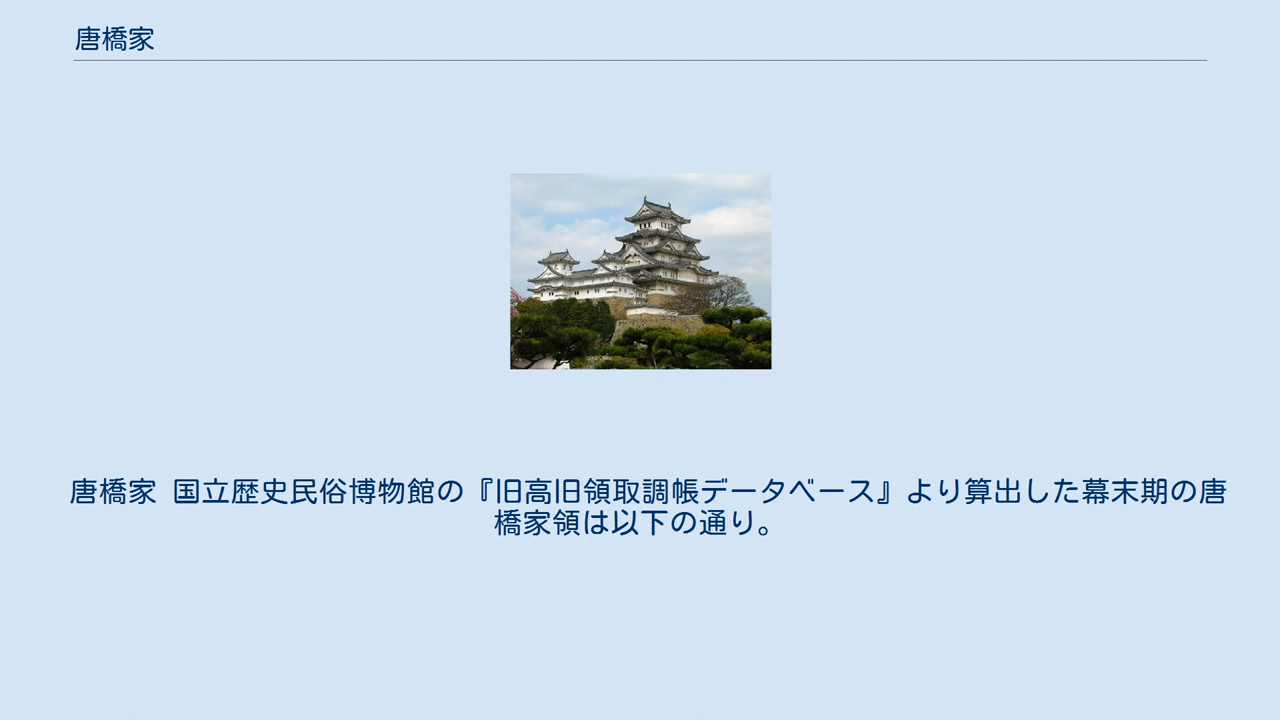 唐橋家
唐橋家 国立歴史民俗博物館の『旧高旧領取調帳データベース』より算出した幕末期の唐
橋家領は以下の通り。